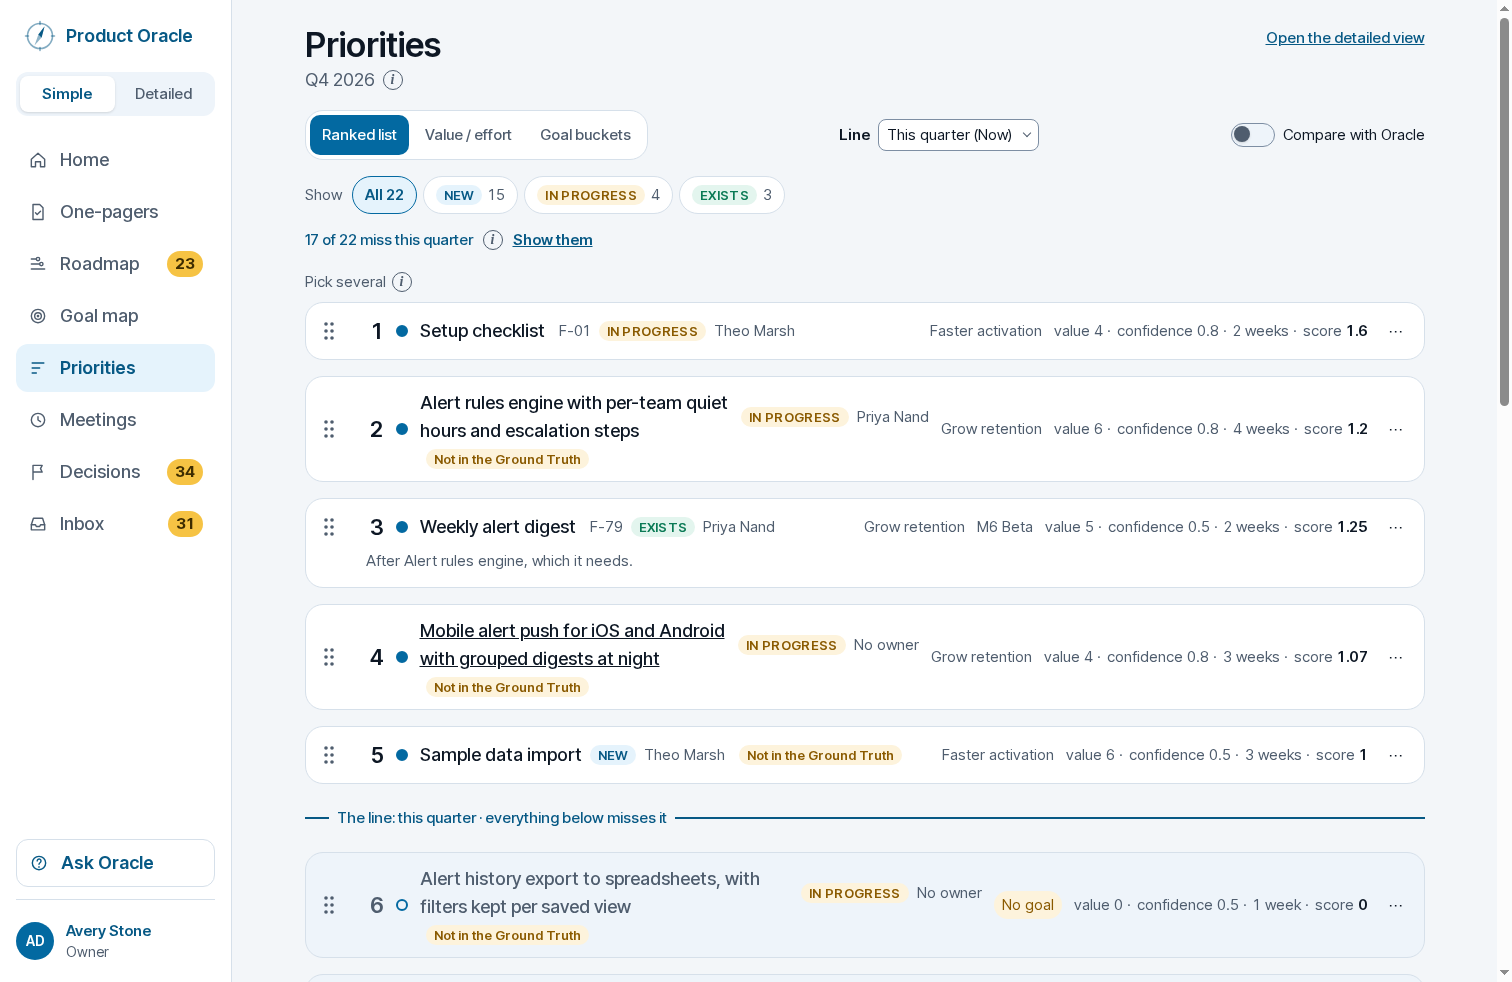 Product Oracle
Simple
Detailed
Home
One-pagers
Roadmap 23
Goal map
Priorities
Meetings
Decisions 34
Inbox 31
Ask Oracle
AD
Avery Stone
Owner
Priorities
Open the detailed view
Q4 2026 i
Ranked list
Value / effort
Goal buckets
Line
This quarter (Now)
Compare with Oracle
Show
All 22
NEW 15
IN PROGRESS 4
EXISTS 3
17 of 22 miss this quarter i Show them
Pick several i
1 Setup checklist F-01 IN PROGRESS Theo Marsh Faster activation value 4 · confidence 0.8 · 2 weeks · score 1.6 ···
Alert rules engine with per-team quiet
2 hours and escalation steps IN PROGRESS Priya Nand Grow retention value 6 · confidence 0.8 · 4 weeks · score 1.2 ···
Not in the Ground Truth
3 Weekly alert digest F-79 EXISTS Priya Nand Grow retention M6 Beta value 5 · confidence 0.5 · 2 weeks · score 1.25 ···
After Alert rules engine, which it needs.
Mobile alert push for iOS and Android
4 with grouped digests at night IN PROGRESS No owner Grow retention value 4 · confidence 0.8 · 3 weeks · score 1.07 ···
Not in the Ground Truth
5 Sample data import NEW Theo Marsh Not in the Ground Truth Faster activation value 6 · confidence 0.5 · 3 weeks · score 1 ···
The line: this quarter · everything below misses it
Alert history export to spreadsheets, with
6 filters kept per saved view IN PROGRESS No owner No goal value 0 · confidence 0.5 · 1 week · score 0 ···
Not in the Ground Truth